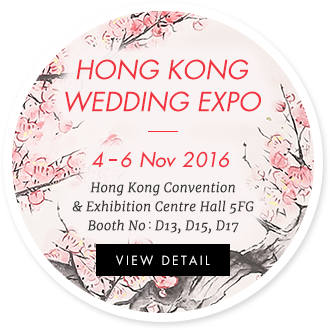 HONG KONG
WEDDING EXPO
4–6 Nov 2016
Hong Kong Convention
& Exhibition Centre Hall 5FG
Booth No : D13, D15, D17
VIEW DETAIL